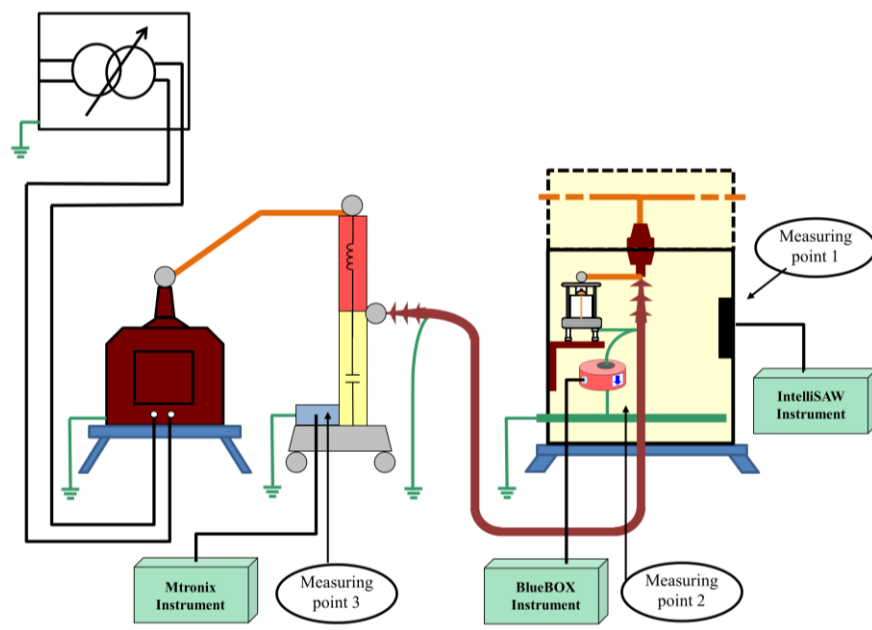 Measuring
point 1
IntelliSAW
Instrument
Mtronix
Instrument
Measuring
point 3
BlueBOX
Instrument
Measuring
point 2